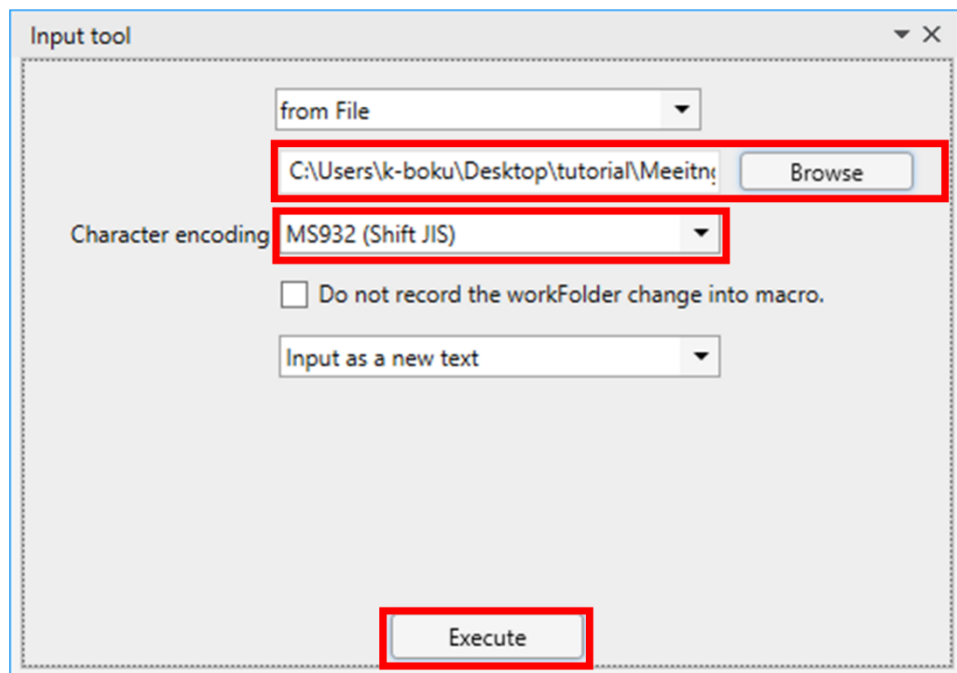 Input tool
from File
C:\Users\k-boku\Desktop\tutorial\Meeitng
Browse
Character encoding
MS932 (Shift JIS)
Do not record the workFolder change into macro.
Input as a new text
Execute